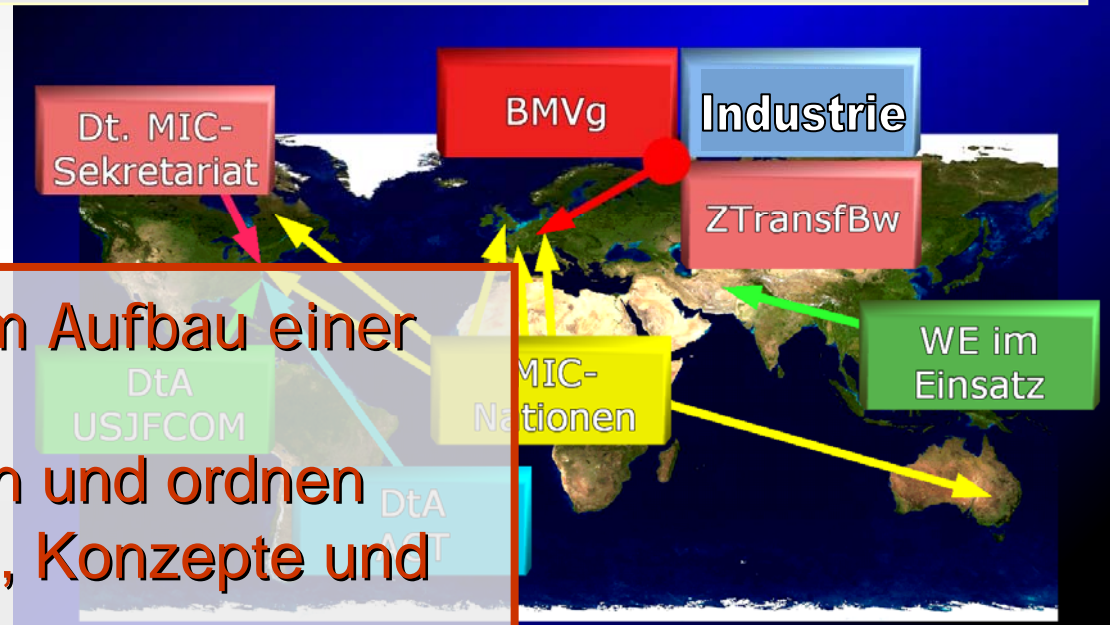 BMVg
Industrie
Dt. MIC-
Sekretariat
ZTransfBw
WE im
Einsatz
MIC-
Nationen
DtA
USJFCOM
DtA
ACT
m Aufbau einer
n und ordnen
, Konzepte und